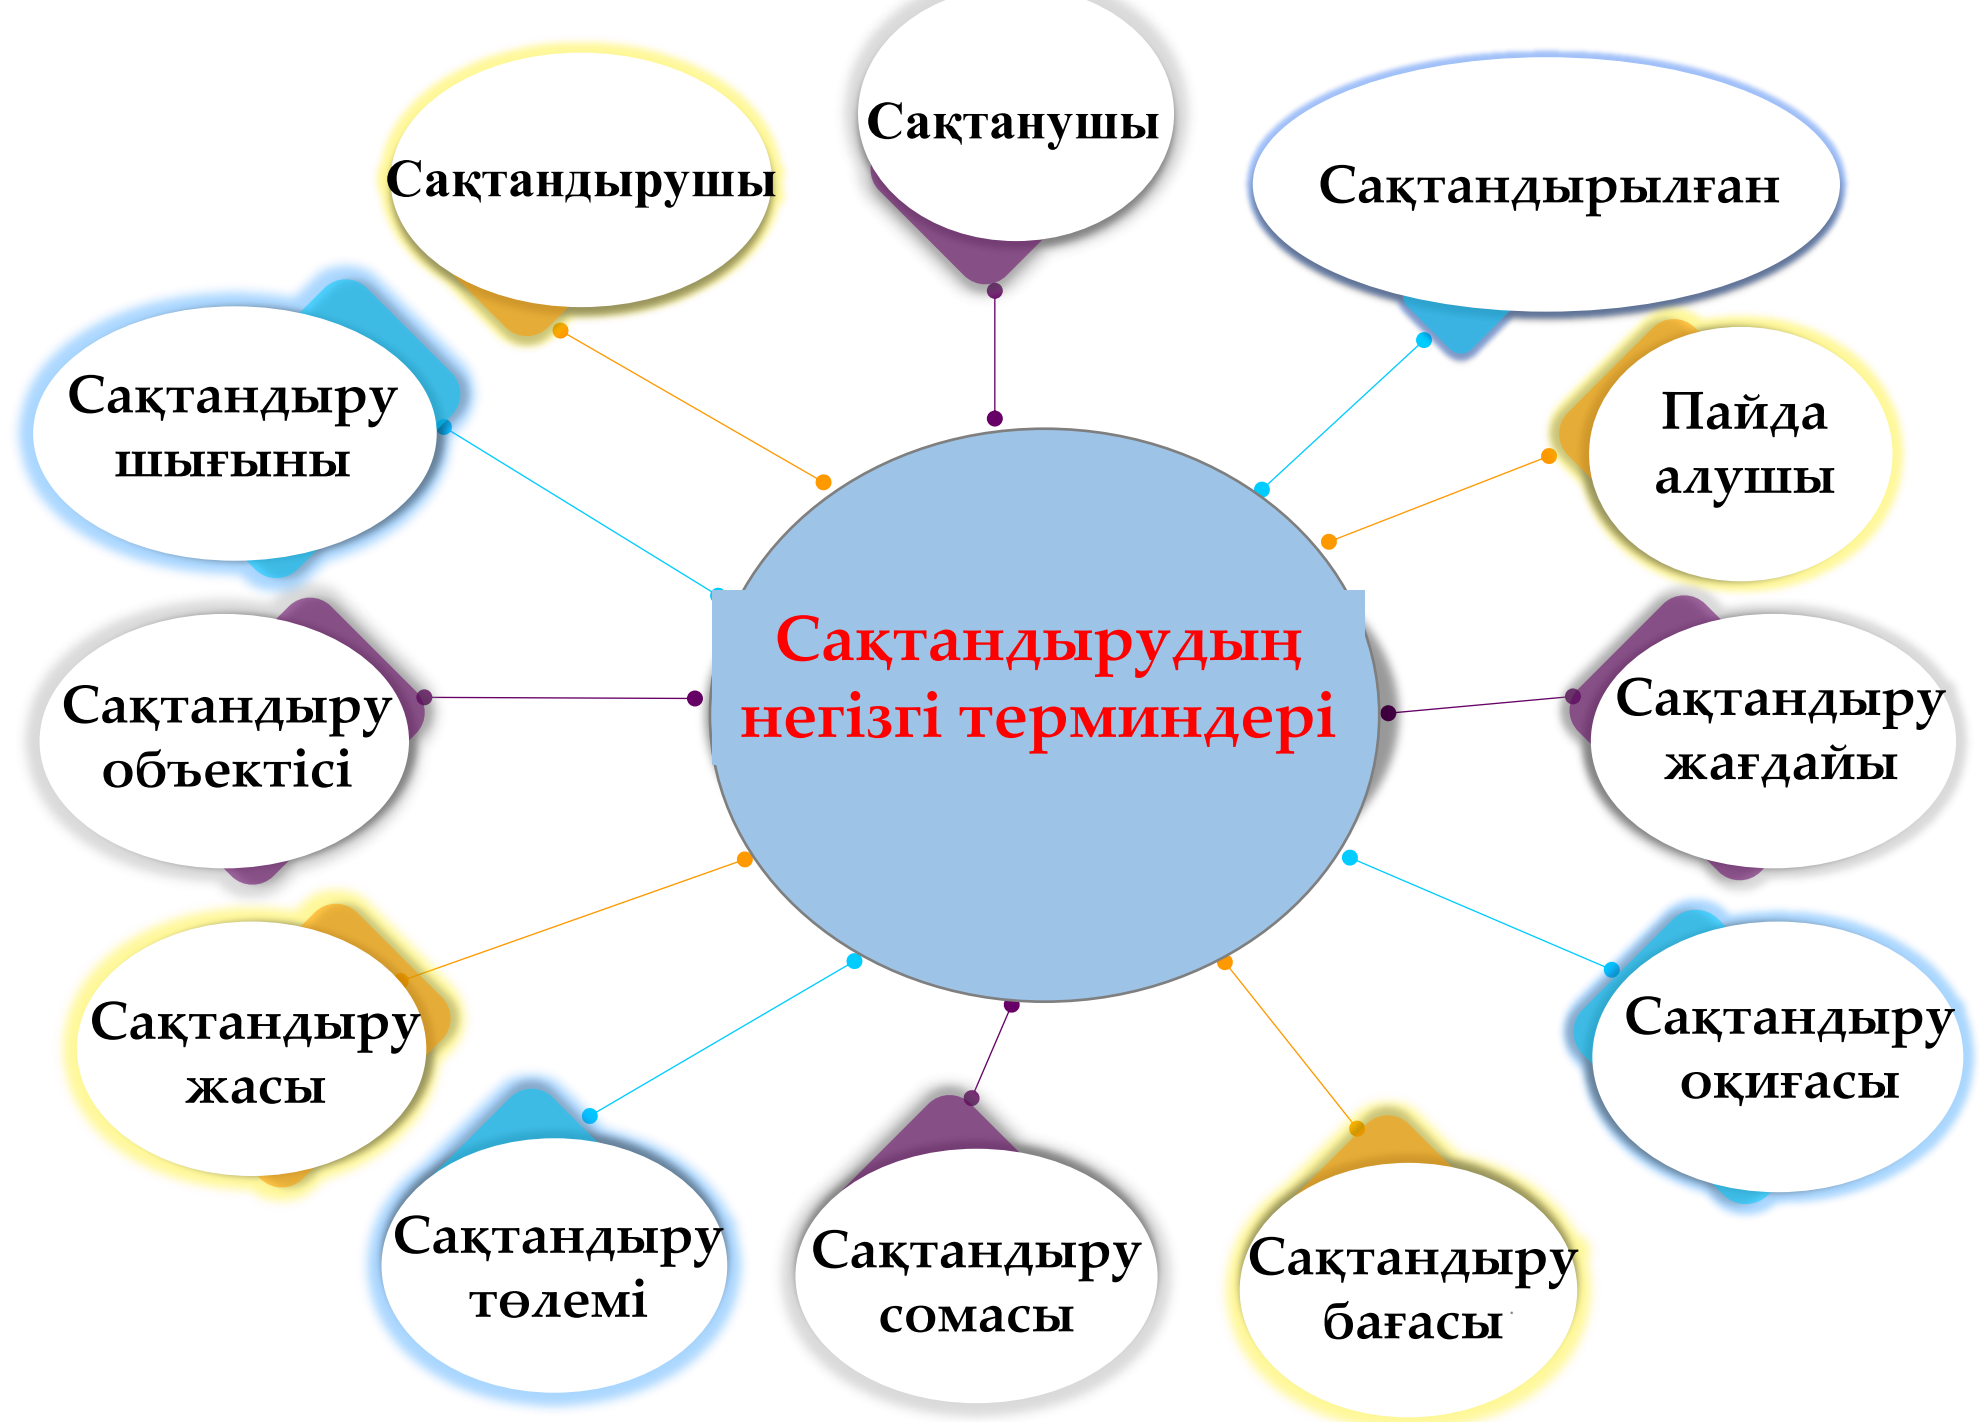 Сақтанушы
Сақтандырушы
Сақтандырылған
Сақтандыру
шығыны
Пайда
алушы
Сақтандырудың
негізгі терминдері
Сақтандыру
объектісі
Сақтандыру
жағдайы
Сақтандыру
жасы
Сақтандыру
оқиғасы
Сақтандыру
төлемі
Сақтандыру
сомасы
Сақтандыру
бағасы